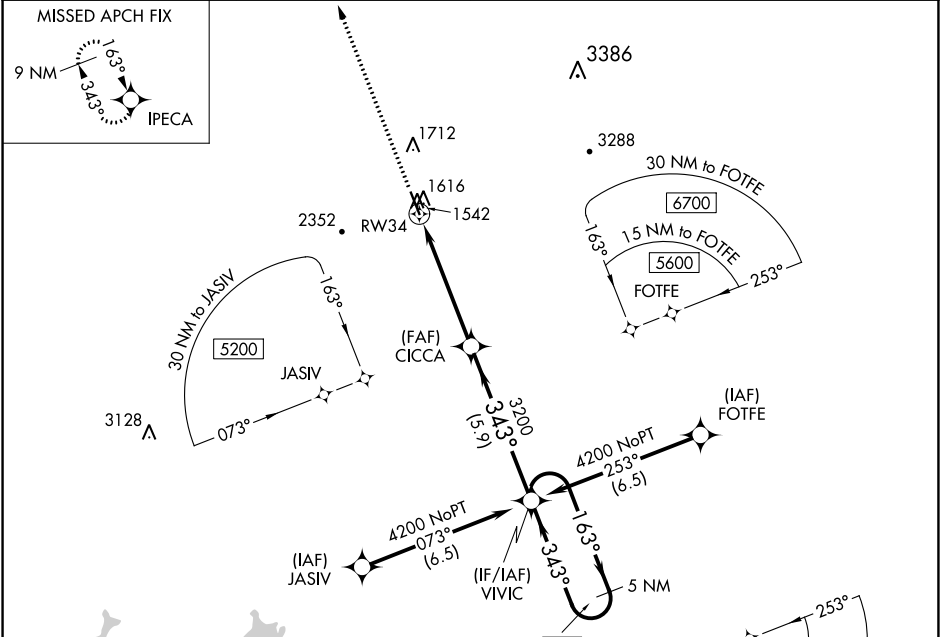 MISSED APCH FIX
9 NM
163°
343°
IPECA
3386
3288
1712
1616
1542
2352
RW34
30 NM to FOTFE
6700
15 NM to FOTFE
5600
FOTFE
163°
253°
30 NM to JASIV
5200
JASIV
163°
073°
3128
(FAF)
CICCA
3200
343°
(5.9)
(IAF)
FOTFE
4200 NoPT
253°
(6.5)
4200 NoPT
073°
(6.5)
(IAF)
JASIV
(IF/IAF)
VIVIC
343°
163°
5 NM
253°